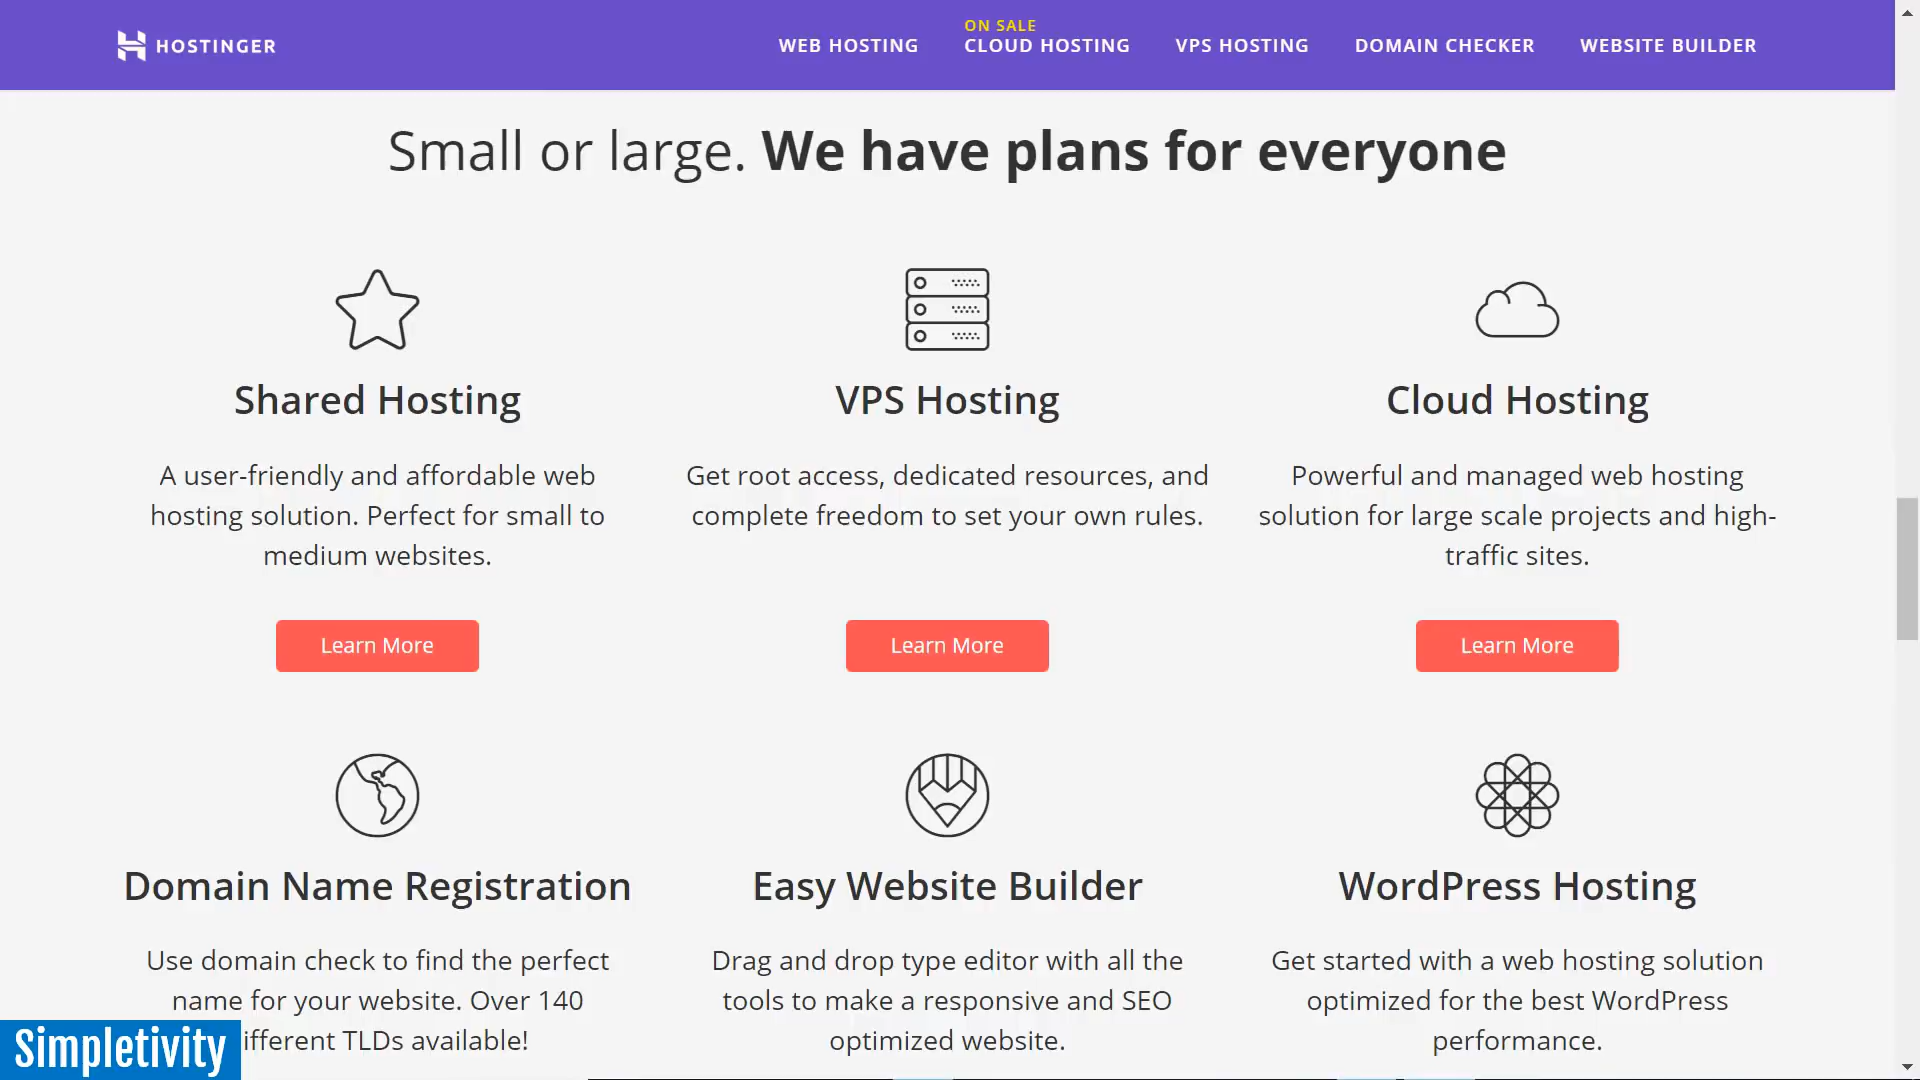 HOSTINGER
WEB HOSTING
ON SALE
CLOUD HOSTING
VPS HOSTING
DOMAIN CHECKER
WEBSITE BUILDER
Small or large. We have plans for everyone
Shared Hosting
A user-friendly and affordable web
hosting solution. Perfect for small to
medium websites.
Learn More
VPS Hosting
Get root access, dedicated resources, and
complete freedom to set your own rules.
Learn More
Cloud Hosting
Powerful and managed web hosting
solution for large scale projects and high-
traffic sites.
Learn More
Domain Name Registration
Use domain check to find the perfect
name for your website. Over 140
ifferent TLDs available!
Easy Website Builder
Drag and drop type editor with all the
tools to make a responsive and SEO
optimized website.
WordPress Hosting
Get started with a web hosting solution
optimized for the best WordPress
performance.
Simpletivity